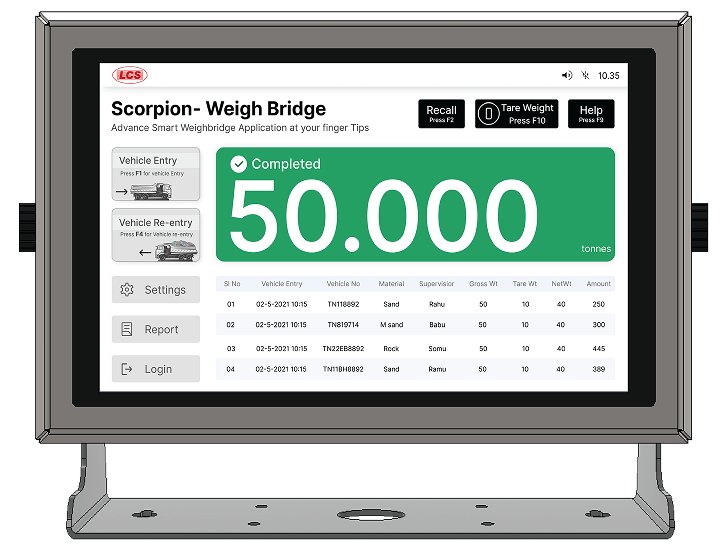 LCS
10.35
Scorpion- Weigh Bridge
Advance Smart Weighbridge Application at your finger Tips
Recall
Press F2
Tare Weight
Press F10
Help
Press F9
Vehicle Entry
Press F1 for vehicle Entry
Vehicle Re-entry
Press F4 for Vehicle re-entry
Settings
Report
Login
Completed
50.000
tonnes
Sl No Vehicle Entry Vehicle No Material Supervisior Gross Wt Tare Wt NetWt Amount
01 02-5-2021 10:15 TN118892 Sand Rahu 50 10 40 250
02 02-5-2021 10:15 TN819714 M sand Babu 50 10 40 300
03 02-5-2021 10:15 TN22EB8892 Rock Somu 50 10 40 445
04 02-5-2021 10:15 TN11BH8892 Sand Ramu 50 10 40 389